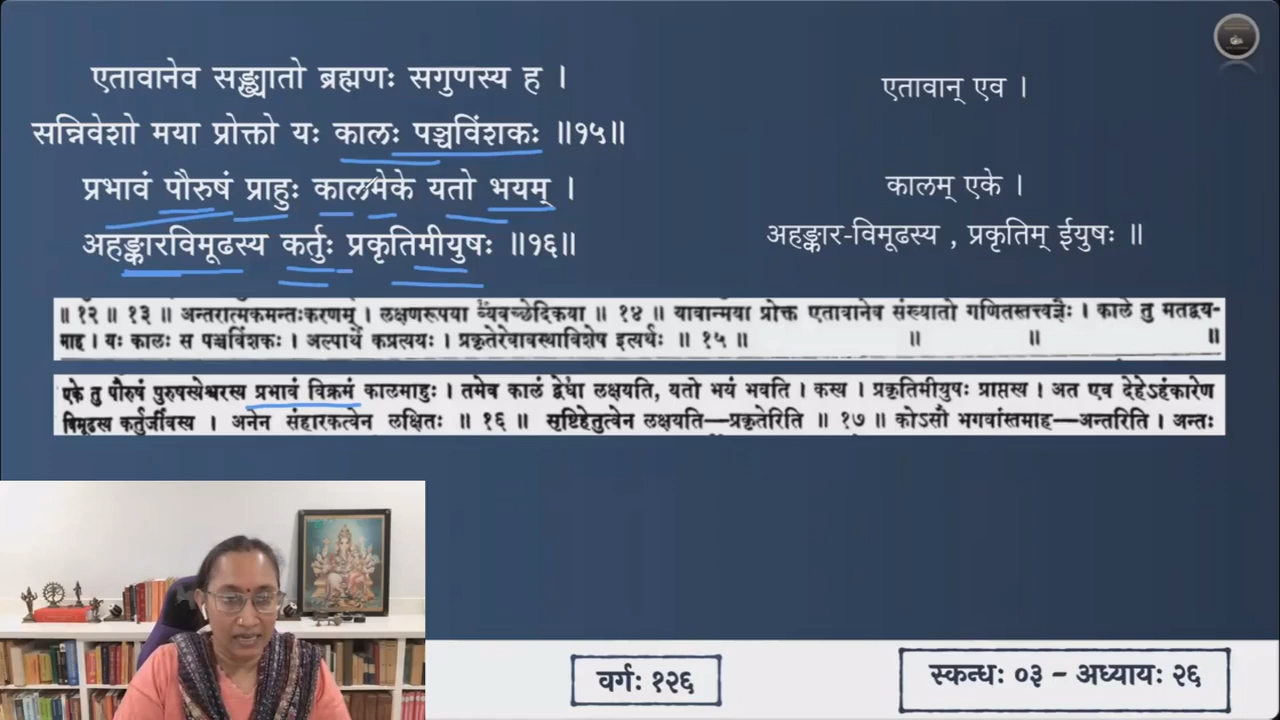 एतावानेव सङ्ख्यातो ब्रह्मणः सगुणस्य ह ।
सन्निवेशो मया प्रोक्तो यः कालः पञ्चविंशकः ॥१५॥
प्रभावं पौरुषं प्राहुः कालमेके यतो भयम् ।
अहङ्कारविमूढस्य कर्तुः प्रकृतिमीयुषः ॥१६॥
एतावान् एव ।
कालम् एके ।
अहङ्कार-विमूढस्य , प्रकृतिम् ईयुषः ॥
॥ १२ ॥ १३ ॥ अन्तरात्मकमन्तःकरणम् । लक्षणरूपया व्यवच्छेदिकया ॥ १४ ॥ यावान्मया प्रोक्त एतावानेव संख्यातो गणितस्तत्त्वज्ञैः । काले तु मतद्वय-
माह । यः कालः स पञ्चविंशकः । अल्पार्थे कप्रत्ययः । प्रकृतेरेवावस्थाविशेष इत्यर्थः ॥ १५ ॥ ॥ ॥ ॥
एके तु पौरुषं पुरुषस्येश्वरस्य प्रभावं विक्रमं कालमाहुः । तमेव कालं द्वेधा लक्षयति, यतो भयं भवति । कस्य । प्रकृतिमीयुषः प्राप्तस्य । अत एव देहेऽहंकारेण
विमूढस्य कर्तुर्जीवस्य । अनेन संहारकत्वेन लक्षितः ॥ १६ ॥ सृष्टिहेतुत्वेन लक्षयति—प्रकृतेरिति ॥ १७ ॥ कोऽसौ भगवांस्तमाह—अन्तरिति । अन्तः
वर्गः १२६
स्कन्धः ०३ – अध्यायः २६